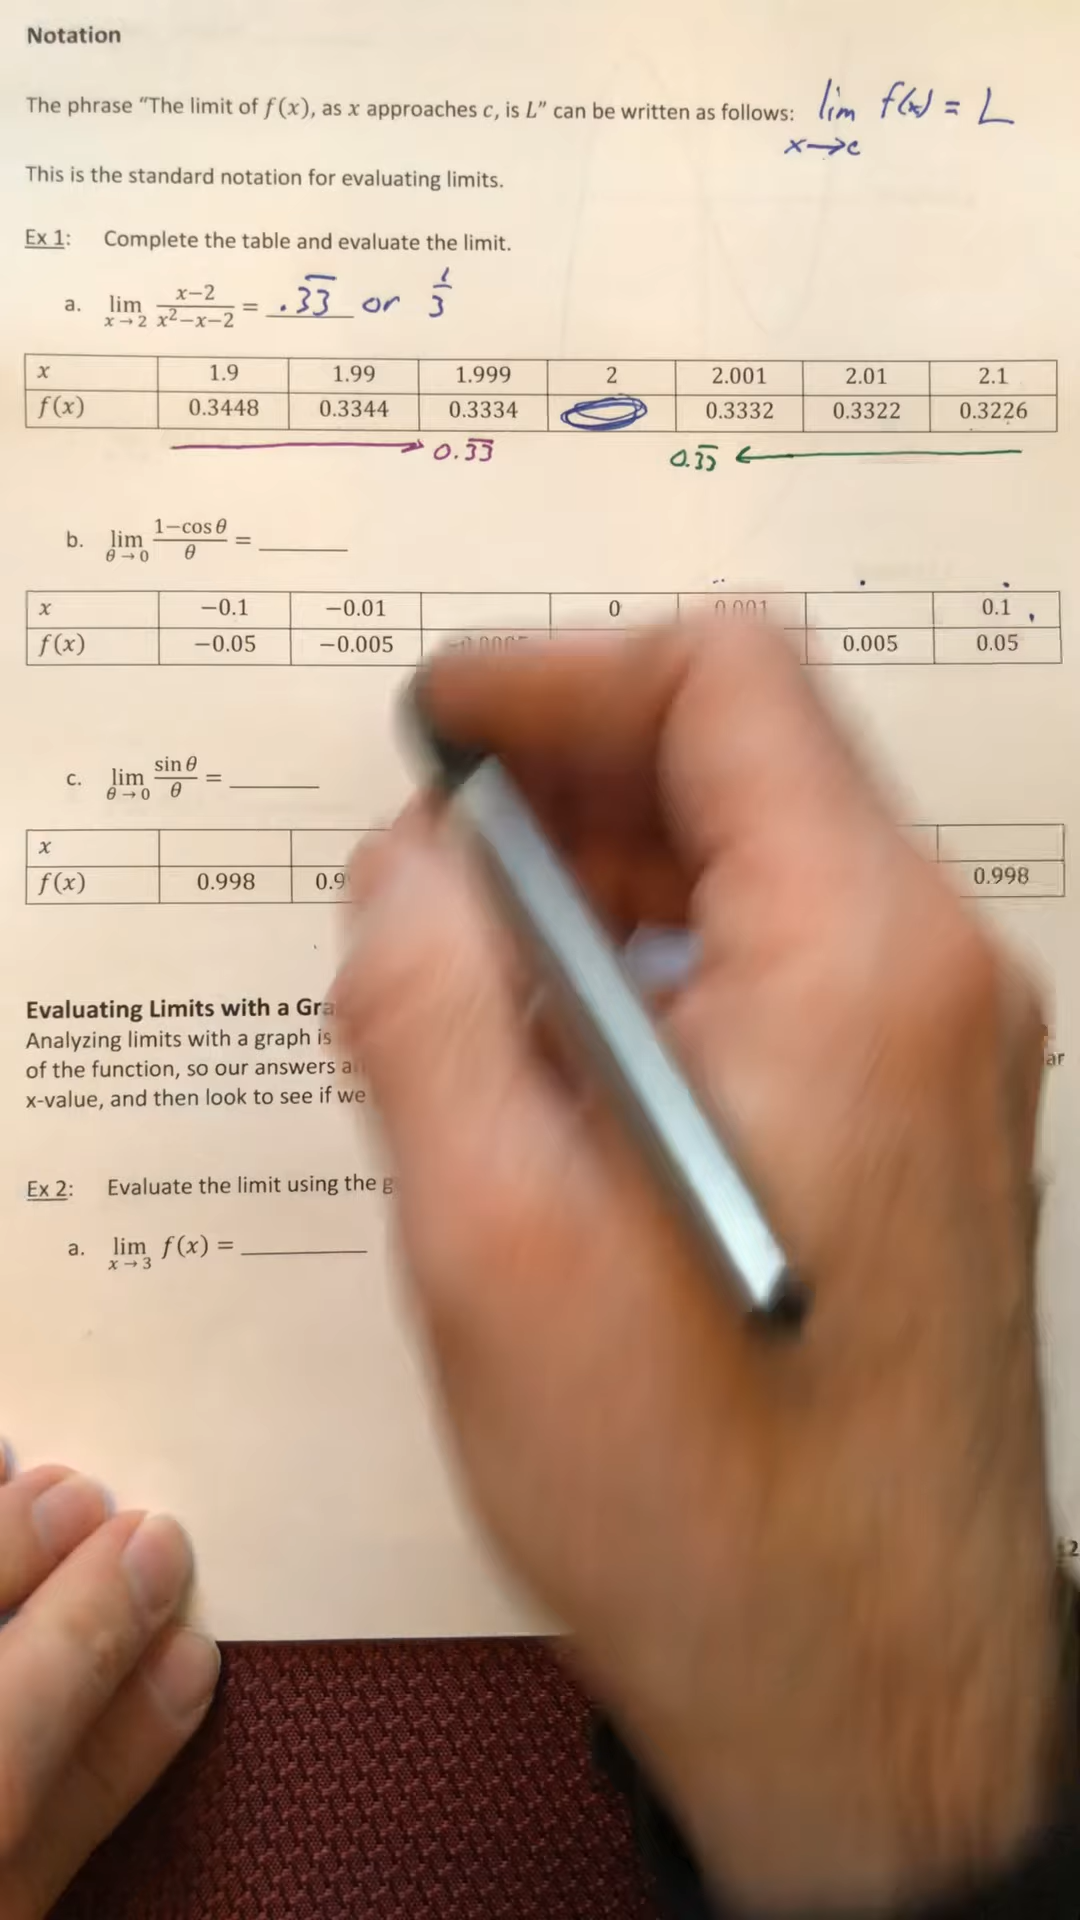 Notation
The phrase “The limit of f(x), as x approaches c, is L” can be written as follows: lim x→c f(x) = L
This is the standard notation for evaluating limits.
Ex 1: Complete the table and evaluate the limit.
a. lim x→2 (x−2)/(x²−x−2) = .3̅3̅ or 1/3
x 1.9 1.99 1.999 2 2.001 2.01 2.1
f(x) 0.3448 0.3344 0.3334 0.3332 0.3322 0.3226
→ 0.3̅3̅ 0.3̅3̅ ←
b. lim θ→0 (1−cos θ)/θ = ______
x −0.1 −0.01 0 0.001 0.1
f(x) −0.05 −0.005 0.005 0.05
c. lim θ→0 sin θ/θ = ______
x
f(x) 0.998 0.998
Evaluating Limits with a
Analyzing limits with a graph is
of the function, so our answers
x-value, and then look to see if we
Ex 2: Evaluate the limit using the
a. lim x→3 f(x) = ______